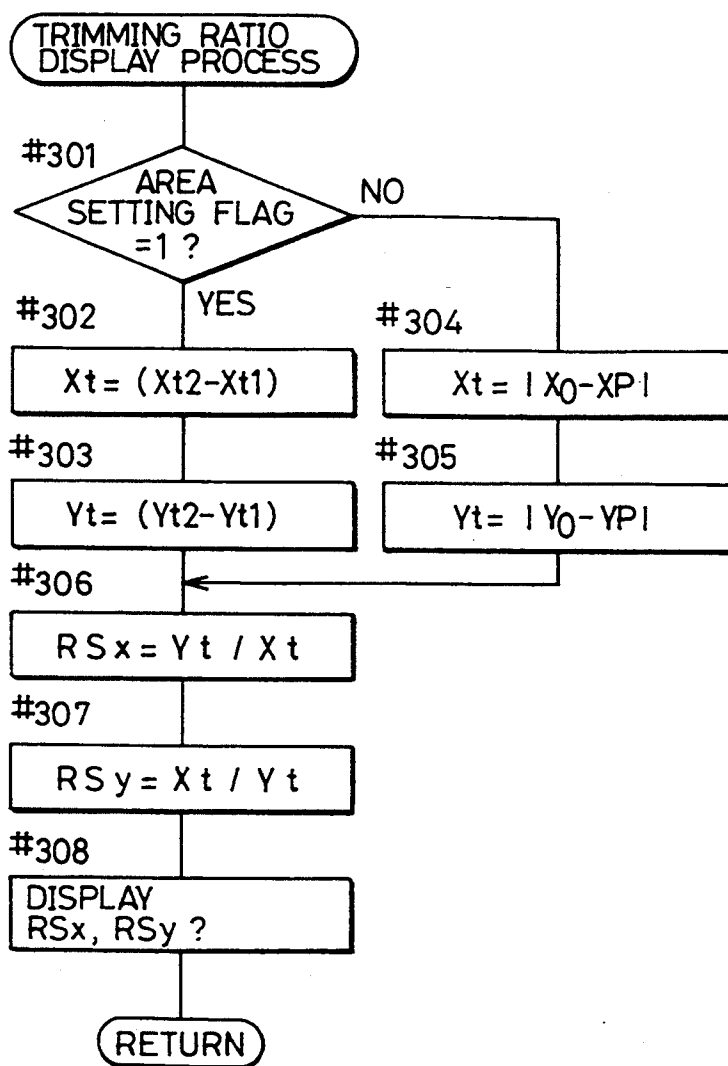 TRIMMING RATIO
DISPLAY PROCESS
#301
AREA
SETTING FLAG
=1 ?
NO
YES
#302
Xt = (Xt2-Xt1)
#303
Yt = (Yt2-Yt1)
#304
Xt = |X0-XP|
#305
Yt = |Y0-YP|
#306
RSx = Yt / Xt
#307
RSy = Xt / Yt
#308
DISPLAY
RSx, RSy ?
RETURN